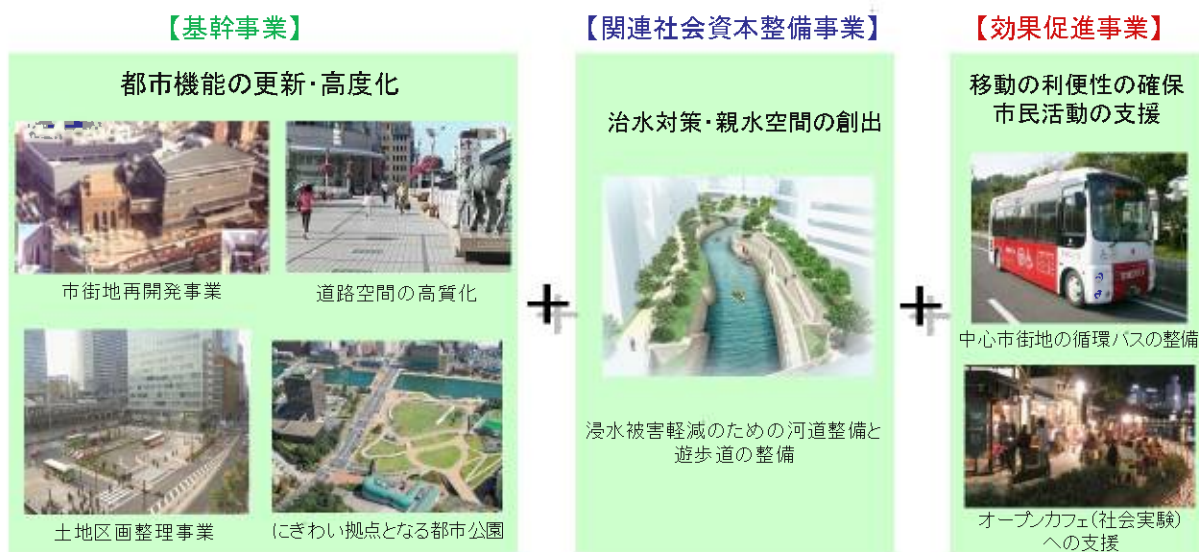 【基幹事業】
都市機能の更新・高度化
市街地再開発事業
道路空間の高質化
土地区画整理事業
にぎわい拠点となる都市公園
+
【関連社会資本整備事業】
治水対策・親水空間の創出
浸水被害軽減のための河道整備と
遊歩道の整備
+
【効果促進事業】
移動の利便性の確保
市民活動の支援
中心市街地の循環バスの整備
オープンカフェ(社会実験)
への支援